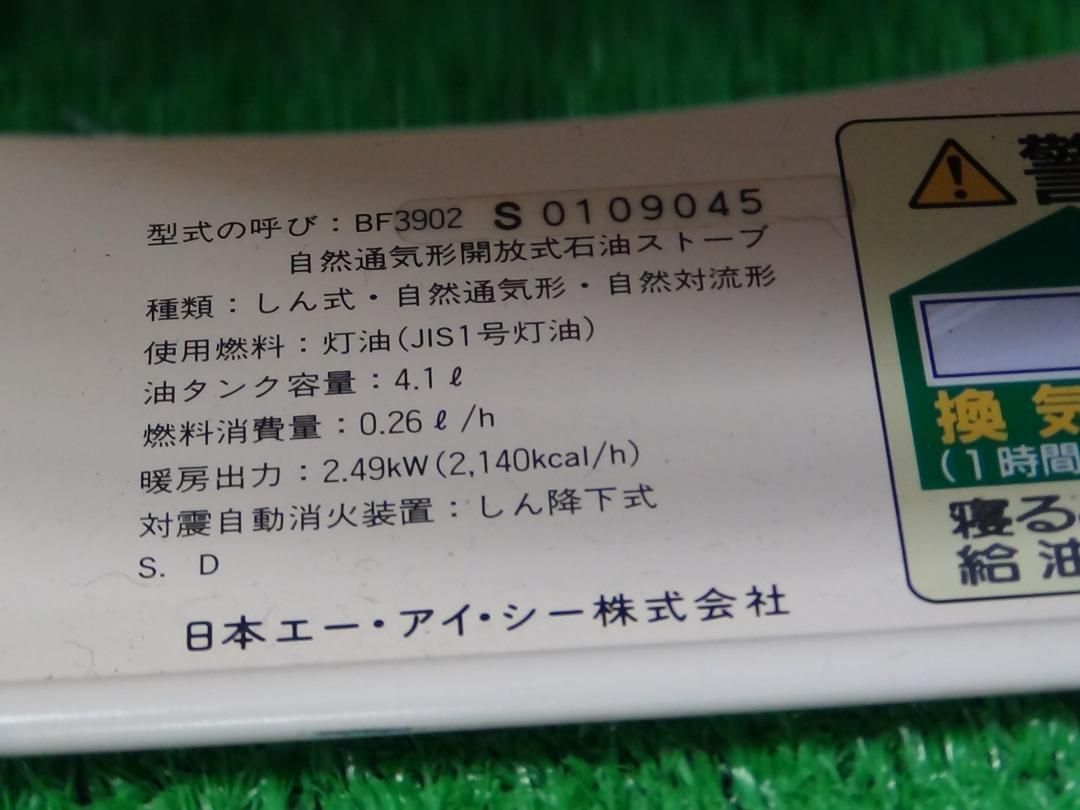 型式の呼び：BF3902 S 0109045
自然通気形開放式石油ストーブ
種類：しん式・自然通気形・自然対流形
使用燃料：灯油(JIS1号灯油)
油タンク容量：4.1ℓ
燃料消費量：0.26ℓ/h
暖房出力：2.49kW(2,140kcal/h)
対震自動消火装置：しん降下式
S. D
日本エー・アイ・シー株式会社
警
換気
(1時間
寝る
給油